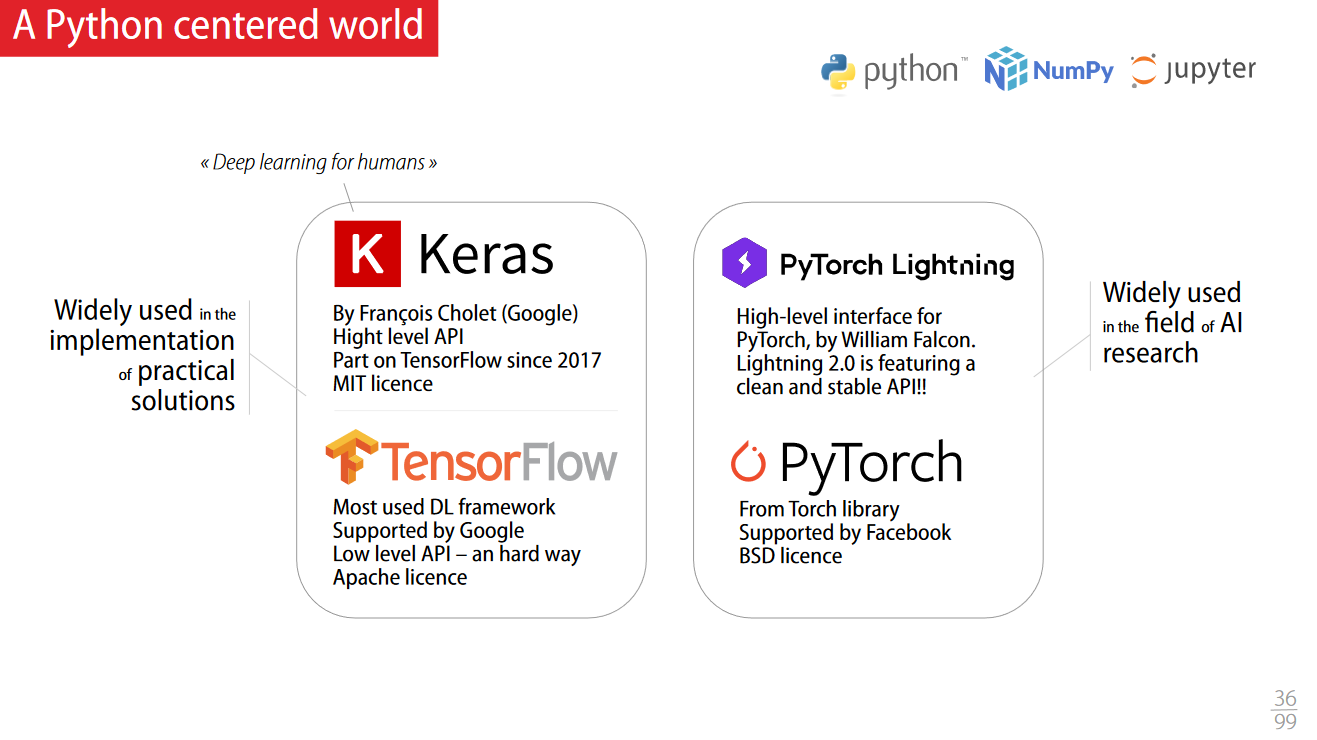 A Python centered world
python™
NumPy
jupyter
« Deep learning for humans »
K Keras
By François Cholet (Google)
Hight level API
Part on TensorFlow since 2017
MIT licence
TensorFlow
Most used DL framework
Supported by Google
Low level API – an hard way
Apache licence
Widely used in the
implementation
of practical
solutions
PyTorch Lightning
High-level interface for
PyTorch, by William Falcon.
Lightning 2.0 is featuring a
clean and stable API!!
PyTorch
From Torch library
Supported by Facebook
BSD licence
Widely used
in the field of AI
research
36
99